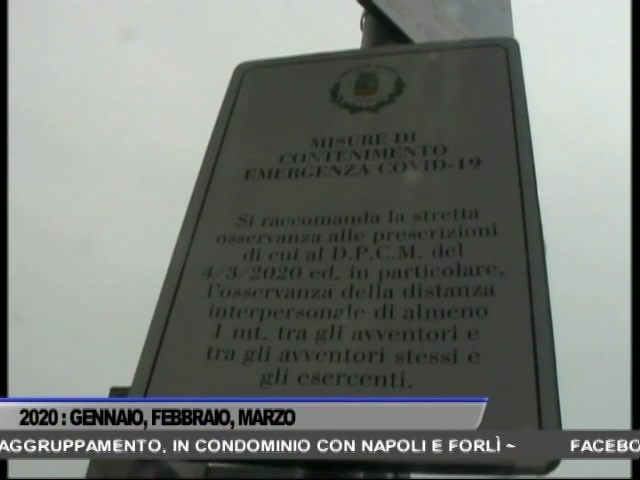 MISURE DI
CONTENIMENTO
EMERGENZA COVID-19
Si raccomanda la stretta
osservanza alle prescrizioni
di cui al D.P.C.M. del
4/3/2020 ed, in particolare,
l'osservanza della distanza
interpersonale di almeno
1 mt. tra gli avventori e
tra gli avventori stessi e
gli esercenti.
2020 : GENNAIO, FEBBRAIO, MARZO
AGGRUPPAMENTO, IN CONDOMINIO CON NAPOLI E FORLÌ ~ FACEBO